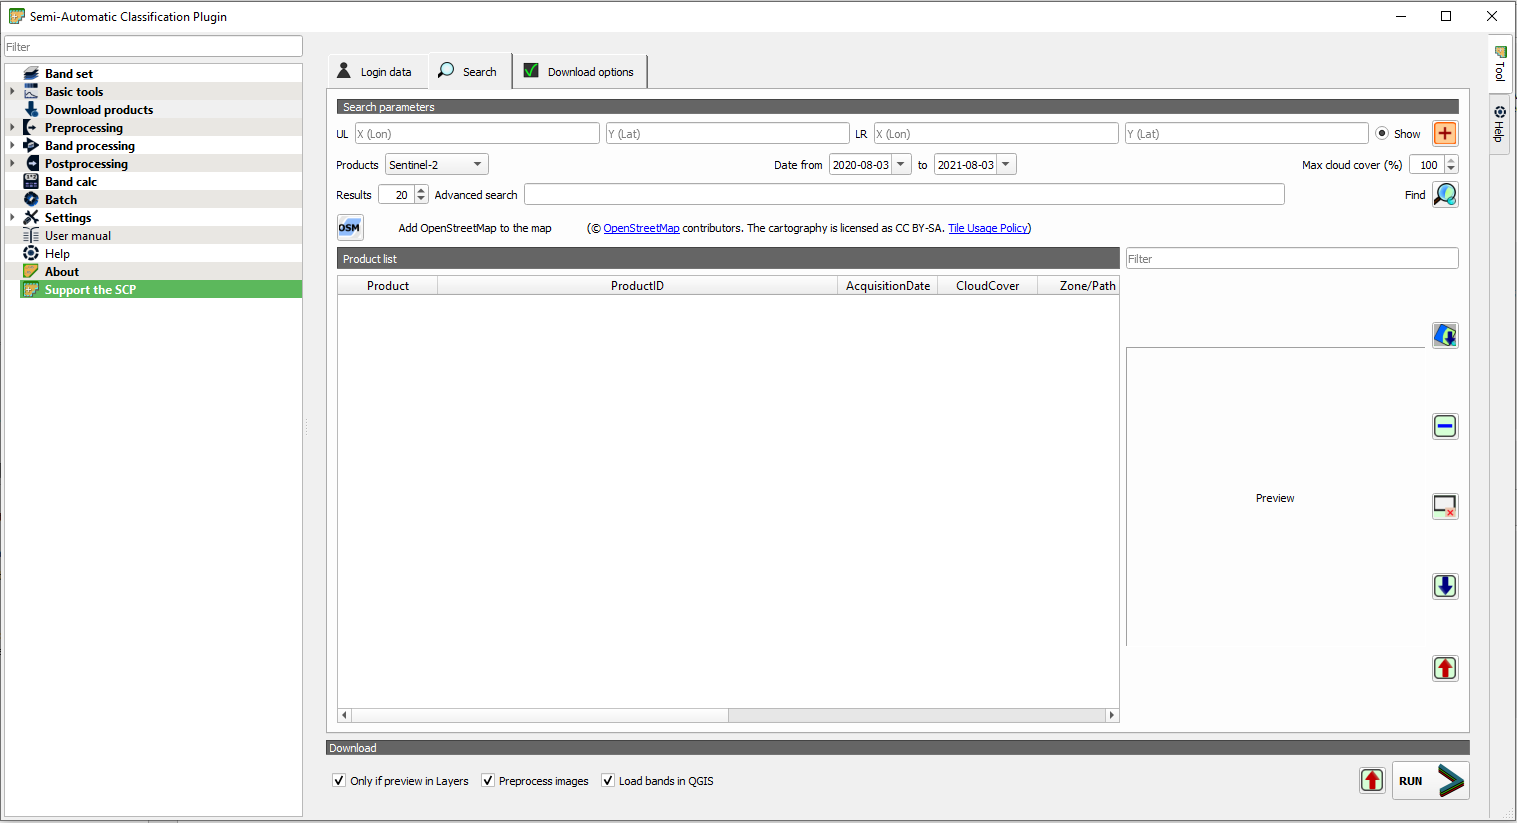 Semi-Automatic Classification Plugin
Filter
Band set
Basic tools
Download products
Preprocessing
Band processing
Postprocessing
Band calc
Batch
Settings
User manual
Help
About
Support the SCP
Login data
Search
Download options
Search parameters
UL X (Lon) Y (Lat) LR X (Lon) Y (Lat) Show
Products Sentinel-2 Date from 2020-08-03 to 2021-08-03 Max cloud cover (%) 100
Results 20 Advanced search Find
OSM Add OpenStreetMap to the map (© OpenStreetMap contributors. The cartography is licensed as CC BY-SA. Tile Usage Policy)
Product list
Filter
Product ProductID AcquisitionDate CloudCover Zone/Path
Preview
Download
Only if preview in Layers Preprocess images Load bands in QGIS
RUN
Tool
Help